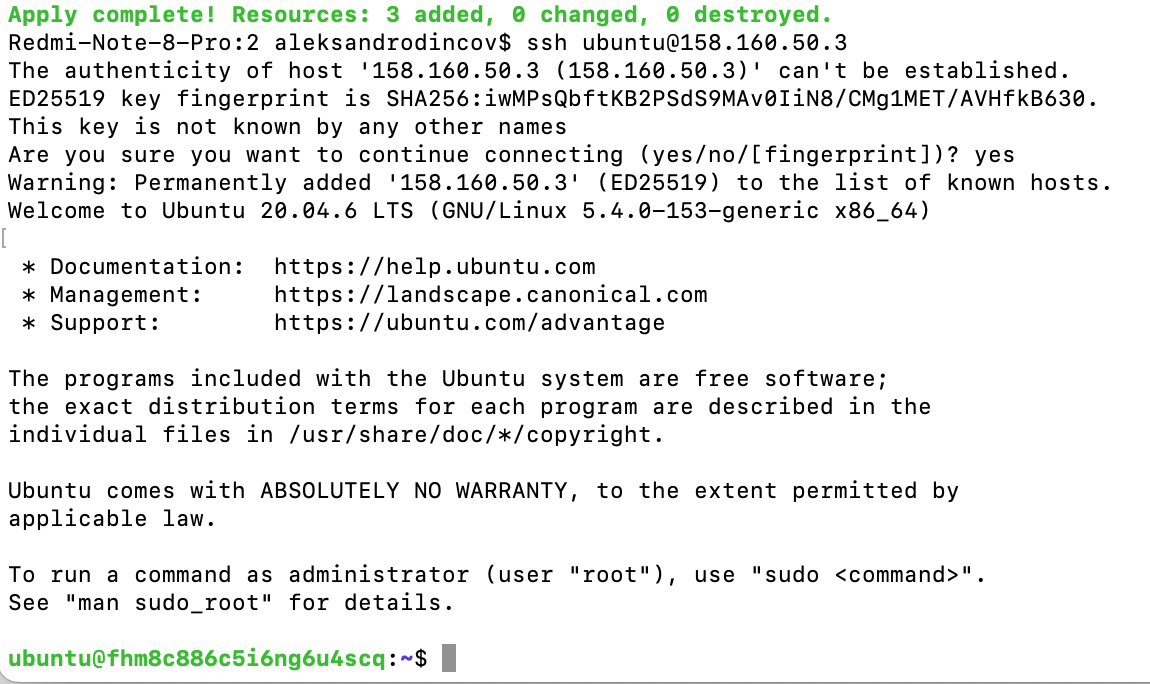 Apply complete! Resources: 3 added, 0 changed, 0 destroyed.
Redmi-Note-8-Pro:2 aleksandrodincov$ ssh ubuntu@158.160.50.3
The authenticity of host '158.160.50.3 (158.160.50.3)' can't be established.
ED25519 key fingerprint is SHA256:iwMPsQbftKB2PSdS9MAv0IiN8/CMg1MET/AVHfkB630.
This key is not known by any other names
Are you sure you want to continue connecting (yes/no/[fingerprint])? yes
Warning: Permanently added '158.160.50.3' (ED25519) to the list of known hosts.
Welcome to Ubuntu 20.04.6 LTS (GNU/Linux 5.4.0-153-generic x86_64)
[
 * Documentation:  https://help.ubuntu.com
 * Management:     https://landscape.canonical.com
 * Support:        https://ubuntu.com/advantage

The programs included with the Ubuntu system are free software;
the exact distribution terms for each program are described in the
individual files in /usr/share/doc/*/copyright.

Ubuntu comes with ABSOLUTELY NO WARRANTY, to the extent permitted by
applicable law.

To run a command as administrator (user "root"), use "sudo <command>".
See "man sudo_root" for details.

ubuntu@fhm8c886c5i6ng6u4scq:~$